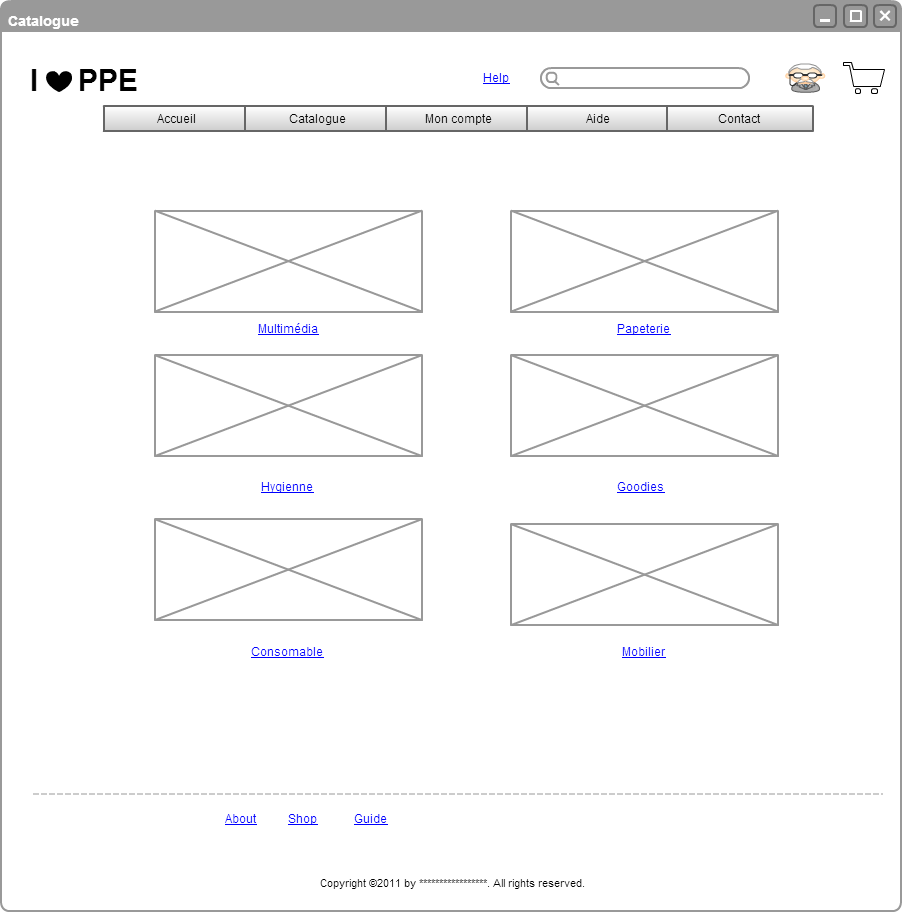 Catalogue
I ♥ PPE
Help
Accueil Catalogue Mon compte Aide Contact
Multimédia Papeterie
Hygienne Goodies
Consomable Mobilier
About Shop Guide
Copyright ©2011 by *****************. All rights reserved.